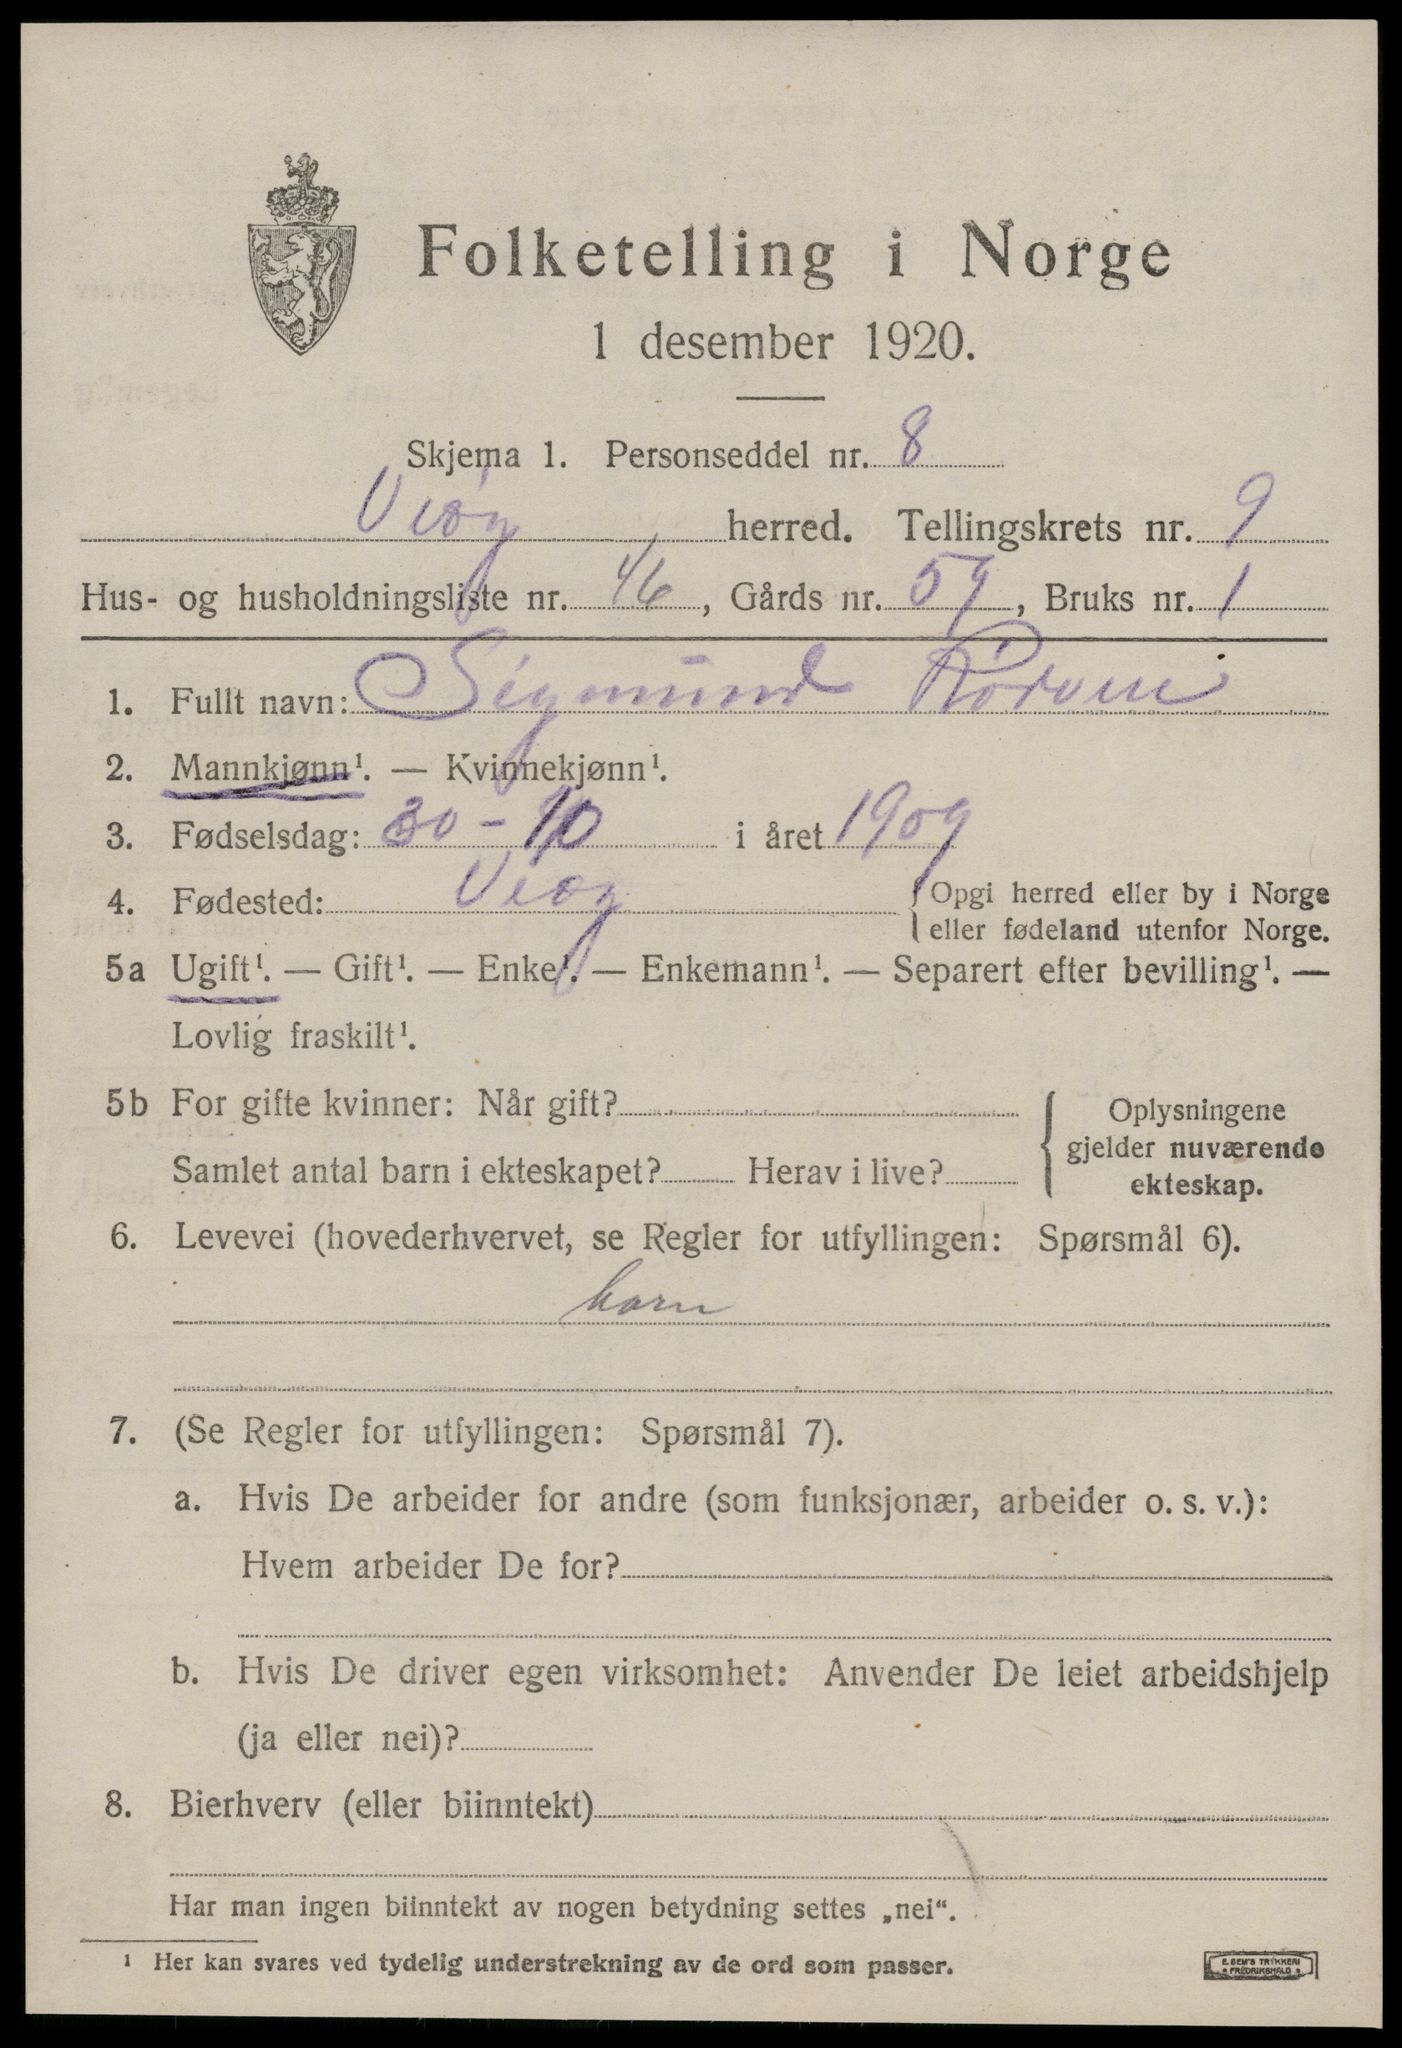 Folketelling i Norge
1 desember 1920.
Skjema 1. Personseddel nr. 8
Veøy herred. Tellingskrets nr. 9
Hus- og husholdningsliste nr. 46, Gårds nr. 59, Bruks nr. 1
1. Fullt navn: Sigmund Rörvik
2. Mannkjønn¹. — Kvinnekjønn¹.
3. Fødselsdag: 30 - 10 i året 1909
4. Fødested: Veøy {Opgi herred eller by i Norge
eller fødeland utenfor Norge.
5a Ugift¹. — Gift¹. — Enke¹. — Enkemann¹. — Separert efter bevilling¹. —
Lovlig fraskilt¹.
5b For gifte kvinner: Når gift?
Samlet antal barn i ekteskapet? Herav i live?
Oplysningene
gjelder nuværende
ekteskap.
6. Levevei (hovederhvervet, se Regler for utfyllingen: Spørsmål 6).
barn
7. (Se Regler for utfyllingen: Spørsmål 7).
a. Hvis De arbeider for andre (som funksjonær, arbeider o. s. v.):
Hvem arbeider De for?
b. Hvis De driver egen virksomhet: Anvender De leiet arbeidshjelp
(ja eller nei)?
8. Bierhverv (eller biinntekt)
Har man ingen biinntekt av nogen betydning settes „nei“.
¹ Her kan svares ved tydelig understrekning av de ord som passer.
E. SEM'S TRYKKERI
• FREDRIKSHALD •